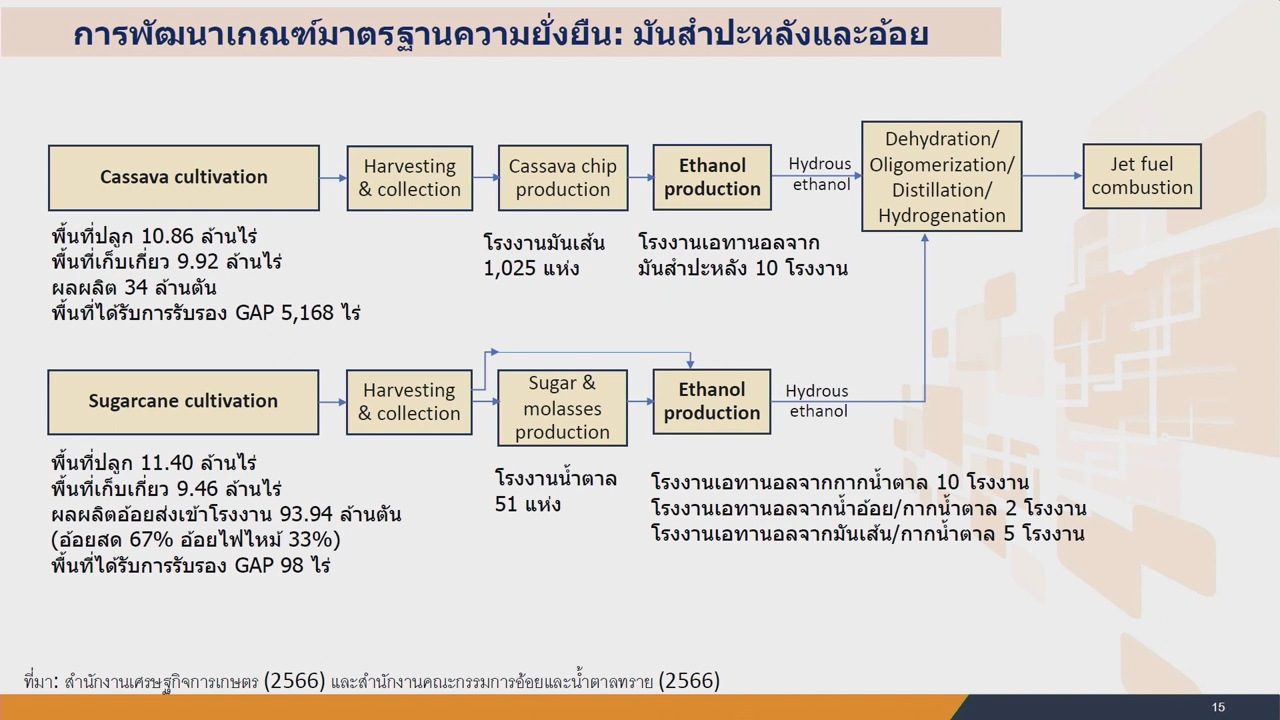 การพัฒนาเกณฑ์มาตรฐานความยั่งยืน: มันสำปะหลังและอ้อย
Cassava cultivation
Harvesting
& collection
Cassava chip
production
Ethanol
production
Hydrous
ethanol
Dehydration/
Oligomerization/
Distillation/
Hydrogenation
Jet fuel
combustion
พื้นที่ปลูก 10.86 ล้านไร่
พื้นที่เก็บเกี่ยว 9.92 ล้านไร่
ผลผลิต 34 ล้านตัน
พื้นที่ได้รับการรับรอง GAP 5,168 ไร่
โรงงานมันเส้น
1,025 แห่ง
โรงงานเอทานอลจาก
มันสำปะหลัง 10 โรงงาน
Sugarcane cultivation
Harvesting
& collection
Sugar &
molasses
production
Ethanol
production
Hydrous
ethanol
พื้นที่ปลูก 11.40 ล้านไร่
พื้นที่เก็บเกี่ยว 9.46 ล้านไร่
ผลผลิตอ้อยส่งเข้าโรงงาน 93.94 ล้านตัน
(อ้อยสด 67% อ้อยไฟไหม้ 33%)
พื้นที่ได้รับการรับรอง GAP 98 ไร่
โรงงานน้ำตาล
51 แห่ง
โรงงานเอทานอลจากกากน้ำตาล 10 โรงงาน
โรงงานเอทานอลจากน้ำอ้อย/กากน้ำตาล 2 โรงงาน
โรงงานเอทานอลจากมันเส้น/กากน้ำตาล 5 โรงงาน
ที่มา: สำนักงานเศรษฐกิจการเกษตร (2566) และสำนักงานคณะกรรมการอ้อยและน้ำตาลทราย (2566)
15